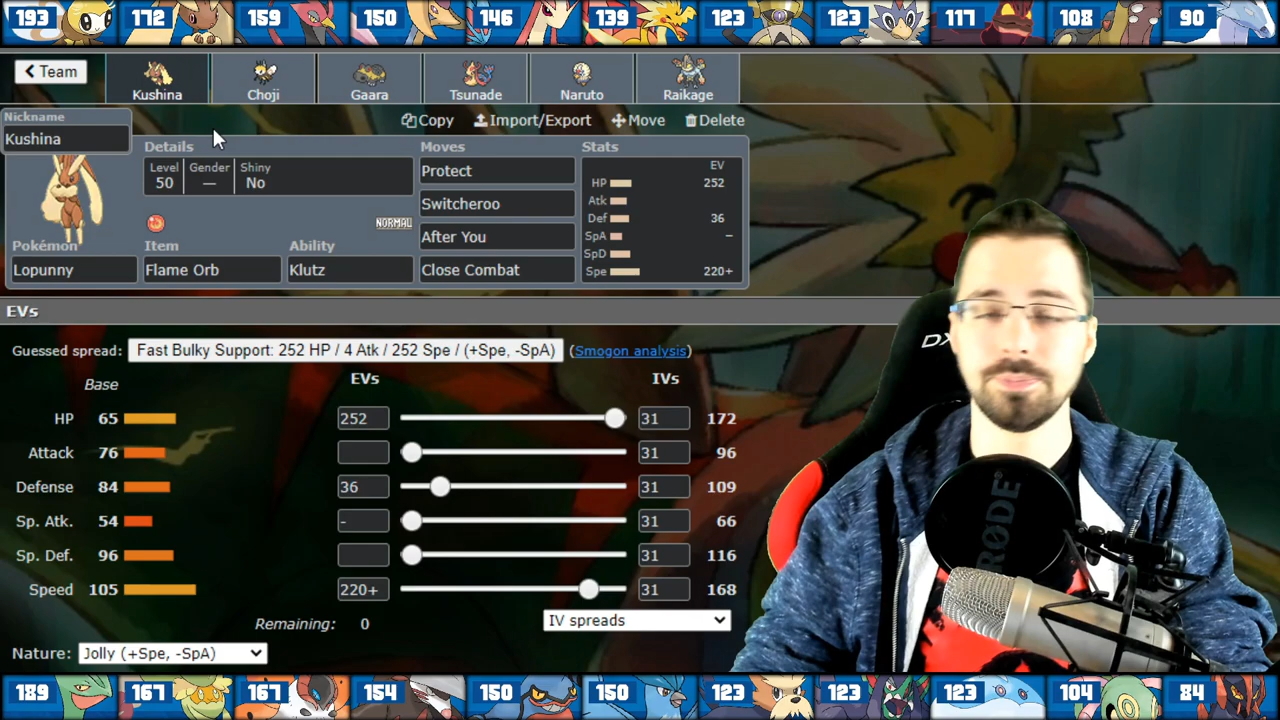 193 172 159 150 146 139 123 123 117 108 90
Team
Kushina Choji Gaara Tsunade Naruto Raikage
Copy Import/Export Move Delete
Nickname
Kushina
Details Moves Stats
Level Gender Shiny
50 — No
Protect
Switcheroo
After You
Close Combat
EV
HP 252
Atk
Def 36
SpA –
SpD
Spe 220+
NORMAL
Pokémon Item Ability
Lopunny Flame Orb Klutz
EVs
Guessed spread: Fast Bulky Support: 252 HP / 4 Atk / 252 Spe / (+Spe, -SpA) (Smogon analysis)
Base EVs IVs
HP 65 252 31 172
Attack 76 31 96
Defense 84 36 31 109
Sp. Atk. 54 - 31 66
Sp. Def. 96 31 116
Speed 105 220+ 31 168
Remaining: 0 IV spreads
Nature: Jolly (+Spe, -SpA)
DX
RØDE
189 167 167 154 150 150 123 123 123 104 84